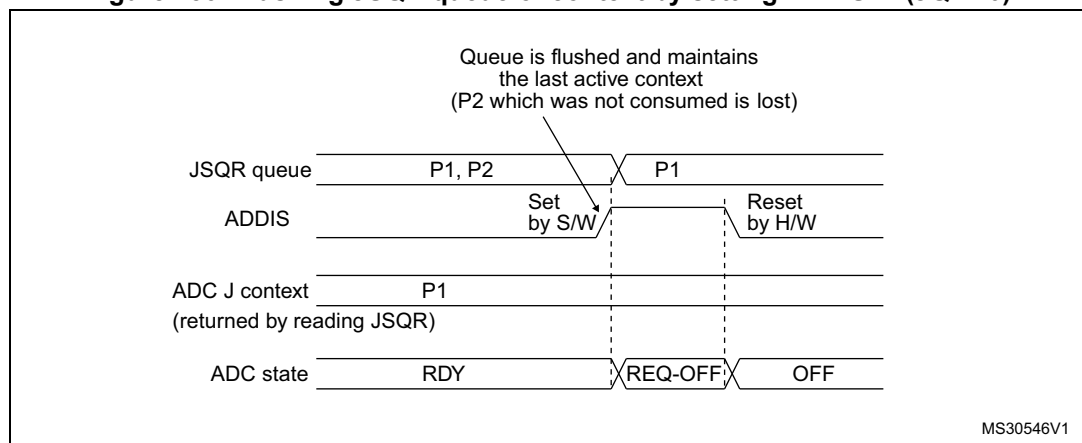 Queue is flushed and maintains
the last active context
(P2 which was not consumed is lost)
JSQR queue
P1, P2
P1
ADDIS
Set
by S/W
Reset
by H/W
ADC J context
(returned by reading JSQR)
P1
ADC state
RDY
REQ-OFF
OFF
MS30546V1